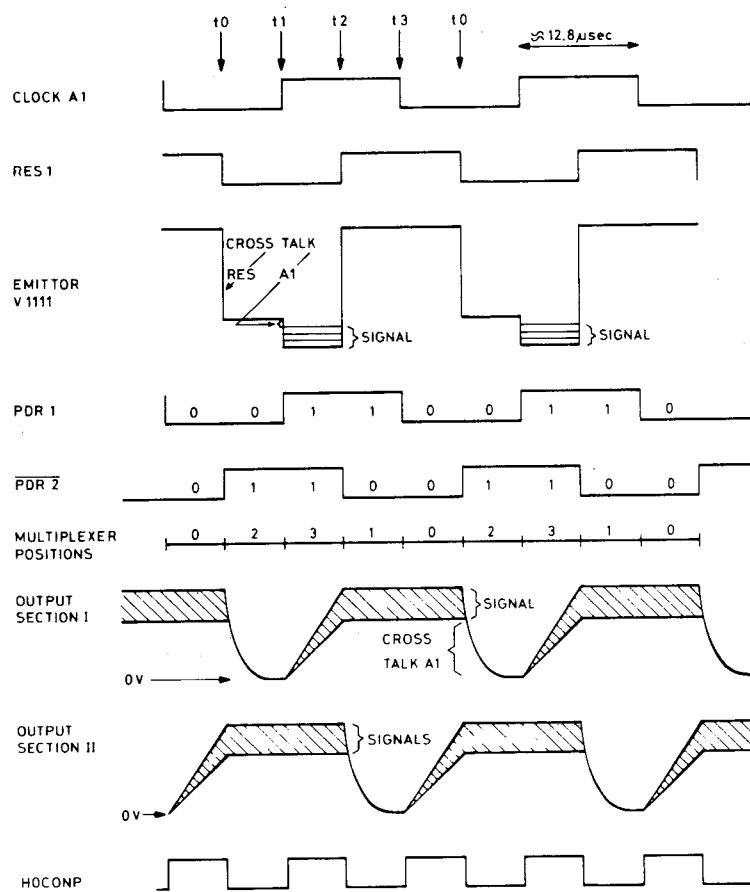 t0 t1 t2 t3 t0 ≈12,8µsec
CLOCK A1
RES 1
CROSS TALK
RES A1
EMITTOR
V 1111
SIGNAL SIGNAL
PDR 1
0 0 1 1 0 0 1 1 0
PDR 2
0 1 1 0 0 1 1 0 0
MULTIPLEXER
POSITIONS
0 2 3 1 0 2 3 1 0
OUTPUT
SECTION I
SIGNAL
CROSS
TALK A1
0V
OUTPUT
SECTION II
SIGNALS
0V
HOCONP